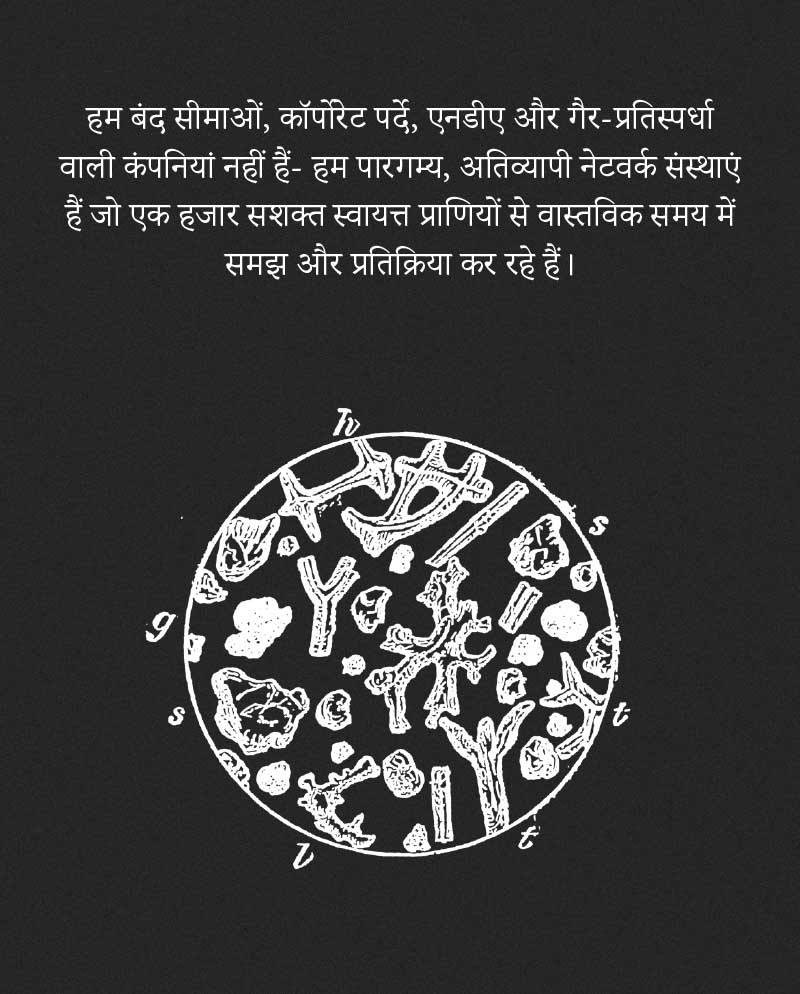 हम बंद सीमाओं, कॉर्पोरेट पर्दे, एनडीए और गैर-प्रतिस्पर्धा
वाली कंपनियां नहीं हैं- हम पारगम्य, अतिव्यापी नेटवर्क संस्थाएं
हैं जो एक हजार सशक्त स्वायत्त प्राणियों से वास्तविक समय में
समझ और प्रतिक्रिया कर रहे हैं।
h
s
g
s
t
l
t